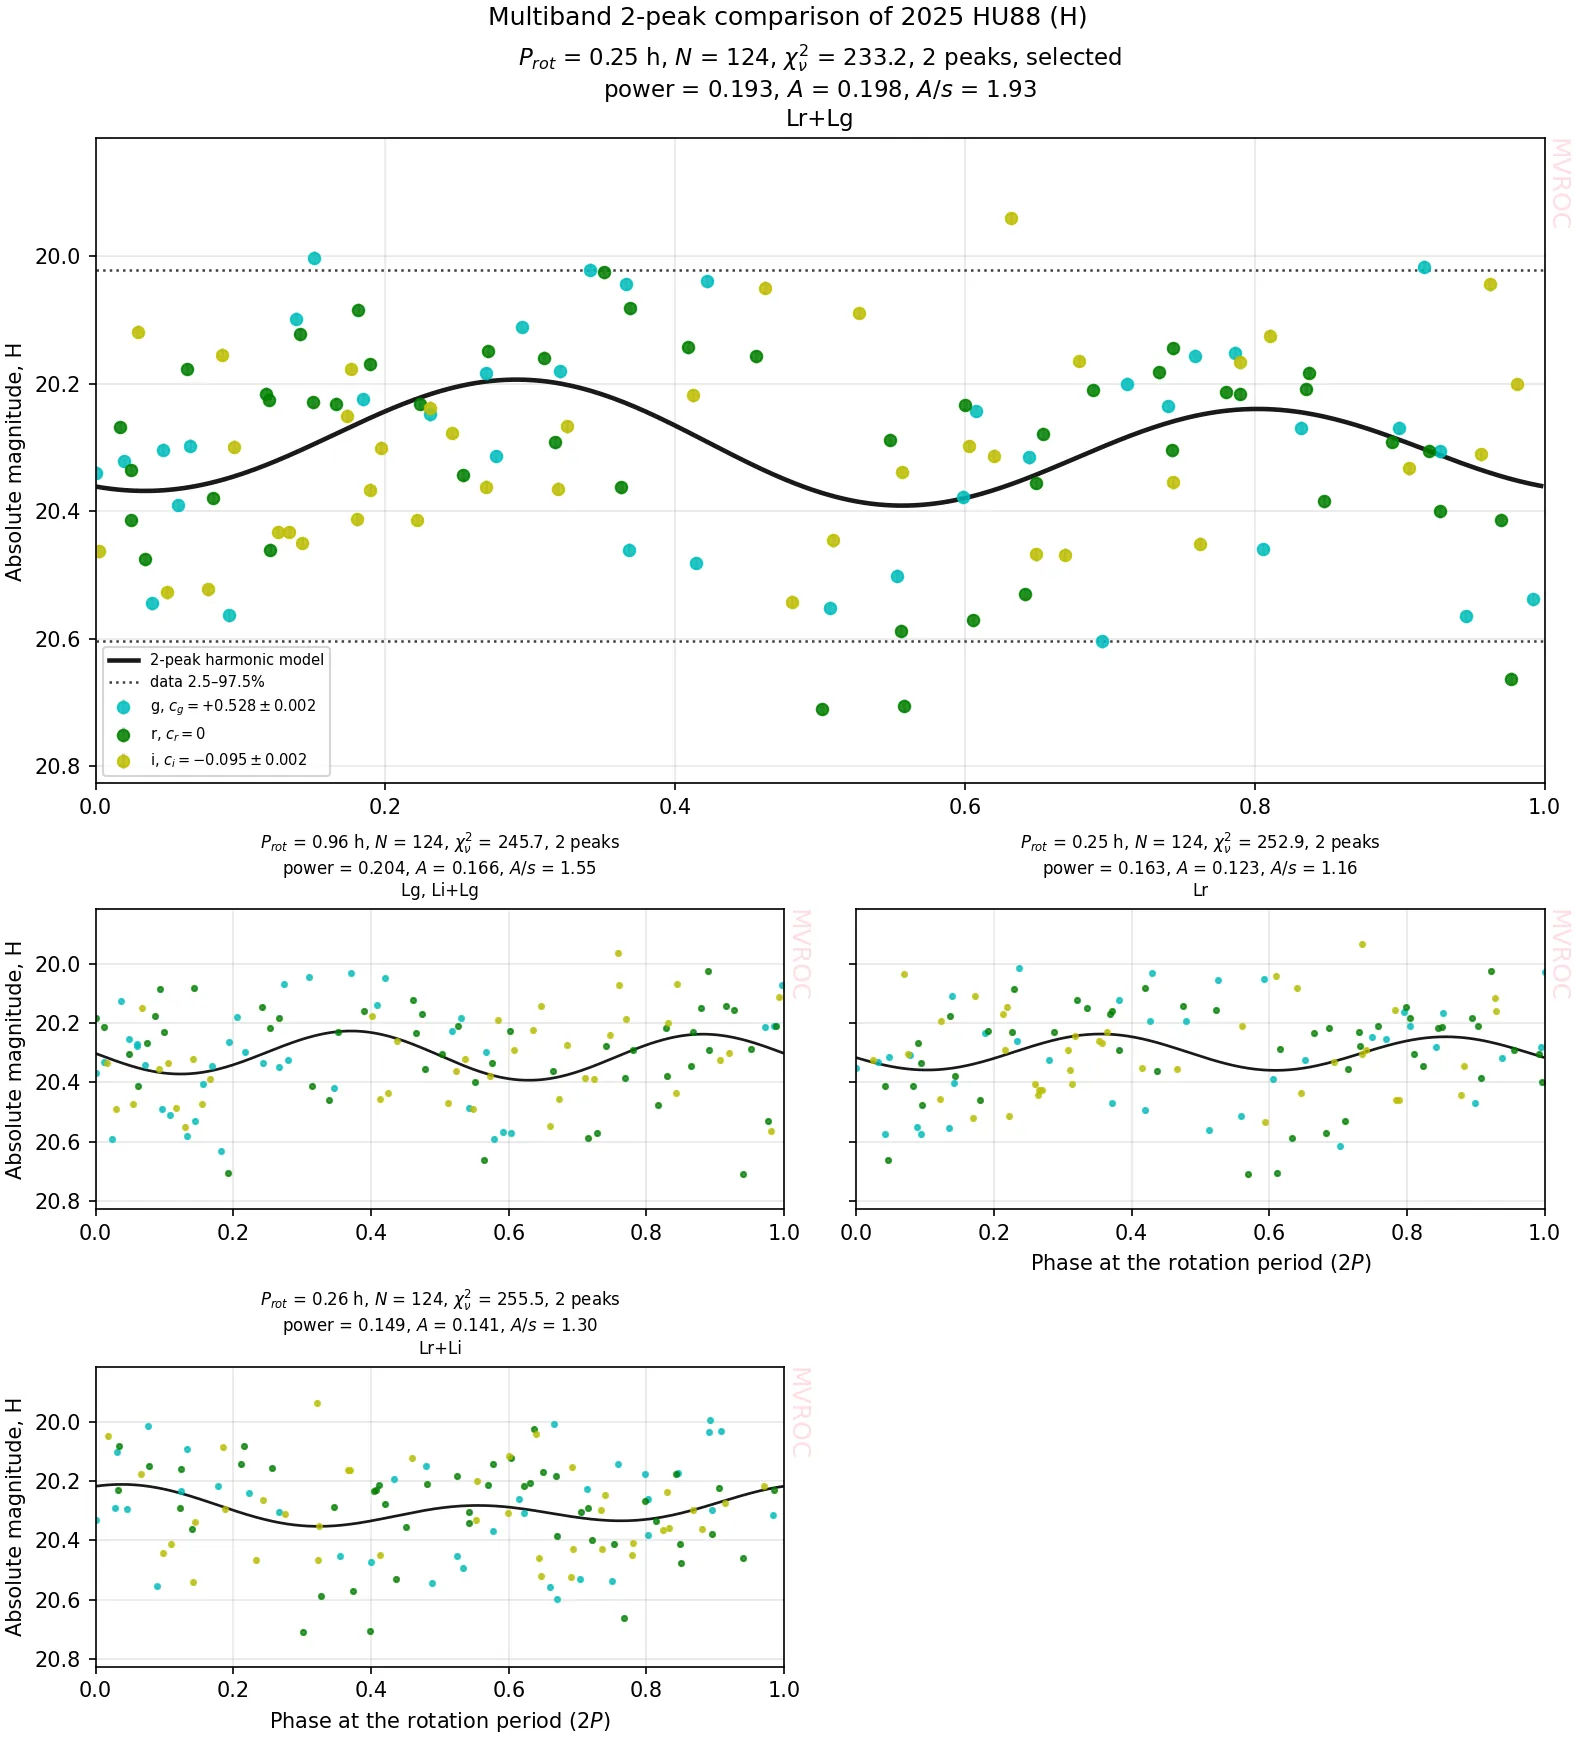 Multiband 2-peak comparison of 2025 HU88 (H)
P_rot = 0.25 h, N = 124, χ²_ν = 233.2, 2 peaks, selected
power = 0.193, A = 0.198, A/s = 1.93
Lr+Lg
MVROC
Absolute magnitude, H
20.0
20.2
20.4
20.6
20.8
2-peak harmonic model
data 2.5–97.5%
g, c_g = +0.528 ± 0.002
r, c_r = 0
i, c_i = −0.095 ± 0.002
0.0 0.2 0.4 0.6 0.8 1.0
P_rot = 0.96 h, N = 124, χ²_ν = 245.7, 2 peaks
power = 0.204, A = 0.166, A/s = 1.55
Lg, Li+Lg
MVROC
Absolute magnitude, H
20.0
20.2
20.4
20.6
20.8
0.0 0.2 0.4 0.6 0.8 1.0
P_rot = 0.25 h, N = 124, χ²_ν = 252.9, 2 peaks
power = 0.163, A = 0.123, A/s = 1.16
Lr
MVROC
0.0 0.2 0.4 0.6 0.8 1.0
Phase at the rotation period (2P)
P_rot = 0.26 h, N = 124, χ²_ν = 255.5, 2 peaks
power = 0.149, A = 0.141, A/s = 1.30
Lr+Li
MVROC
Absolute magnitude, H
20.0
20.2
20.4
20.6
20.8
0.0 0.2 0.4 0.6 0.8 1.0
Phase at the rotation period (2P)